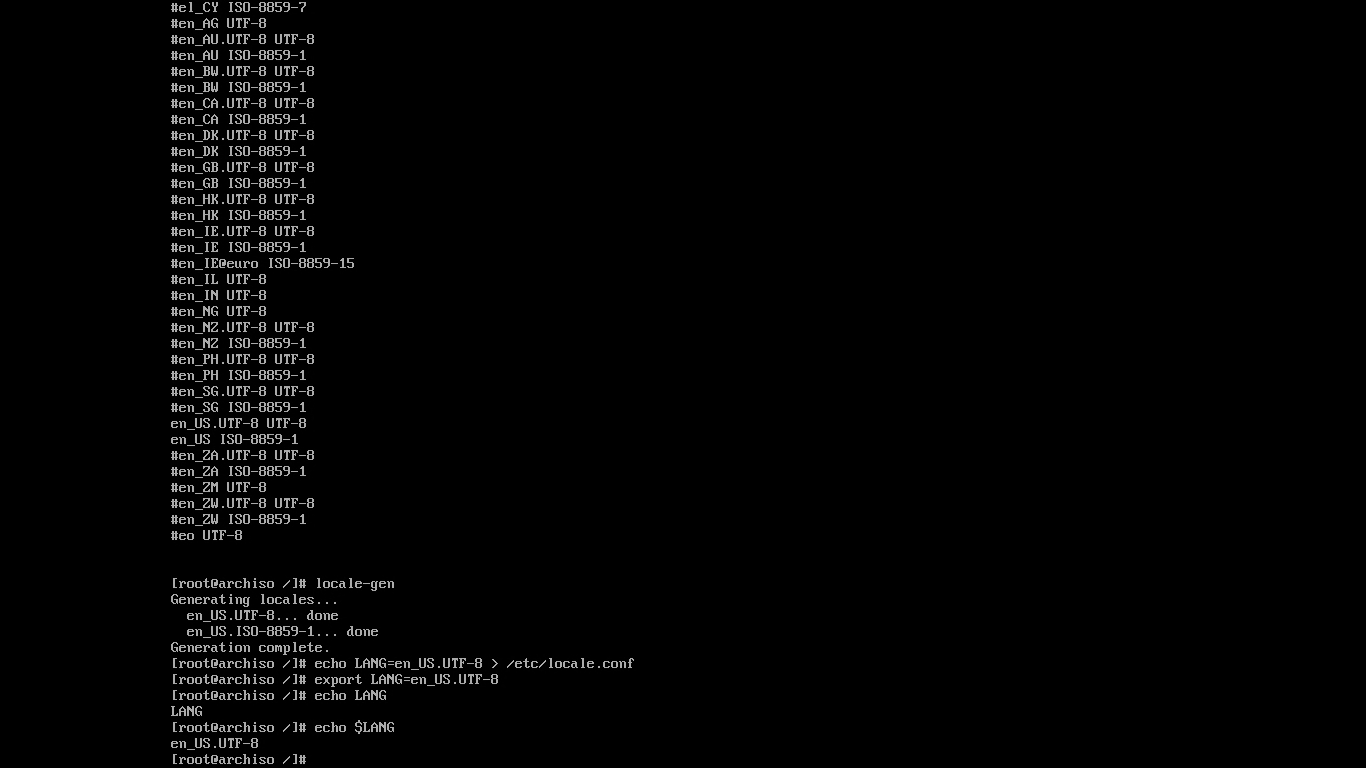 #el_CY ISO-8859-7
#en_AG UTF-8
#en_AU.UTF-8 UTF-8
#en_AU ISO-8859-1
#en_BW.UTF-8 UTF-8
#en_BW ISO-8859-1
#en_CA.UTF-8 UTF-8
#en_CA ISO-8859-1
#en_DK.UTF-8 UTF-8
#en_DK ISO-8859-1
#en_GB.UTF-8 UTF-8
#en_GB ISO-8859-1
#en_HK.UTF-8 UTF-8
#en_HK ISO-8859-1
#en_IE.UTF-8 UTF-8
#en_IE ISO-8859-1
#en_IE@euro ISO-8859-15
#en_IL UTF-8
#en_IN UTF-8
#en_NG UTF-8
#en_NZ.UTF-8 UTF-8
#en_NZ ISO-8859-1
#en_PH.UTF-8 UTF-8
#en_PH ISO-8859-1
#en_SG.UTF-8 UTF-8
#en_SG ISO-8859-1
en_US.UTF-8 UTF-8
en_US ISO-8859-1
#en_ZA.UTF-8 UTF-8
#en_ZA ISO-8859-1
#en_ZM UTF-8
#en_ZW.UTF-8 UTF-8
#en_ZW ISO-8859-1
#eo UTF-8
[root@archiso /]# locale-gen
Generating locales...
  en_US.UTF-8... done
  en_US.ISO-8859-1... done
Generation complete.
[root@archiso /]# echo LANG=en_US.UTF-8 > /etc/locale.conf
[root@archiso /]# export LANG=en_US.UTF-8
[root@archiso /]# echo LANG
LANG
[root@archiso /]# echo $LANG
en_US.UTF-8
[root@archiso /]#